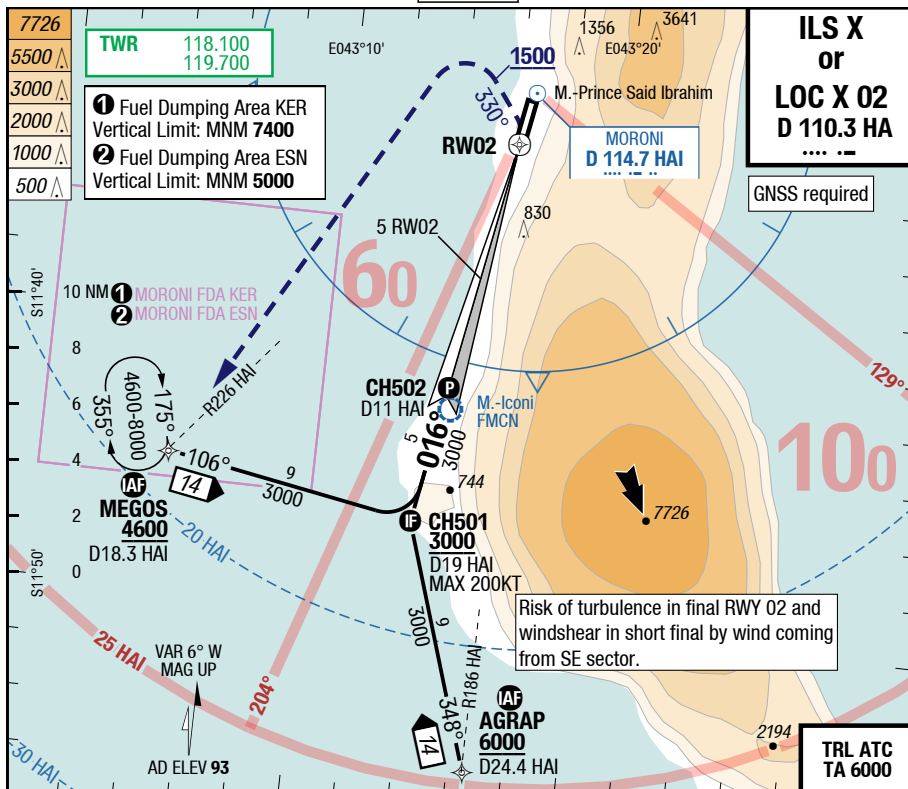 7726
5500
3000
2000
1000
500
TWR 118.100
119.700
❶ Fuel Dumping Area KER
Vertical Limit: MNM 7400
❷ Fuel Dumping Area ESN
Vertical Limit: MNM 5000
E043°10'
1500
330°
1356
E043°20'
3641
ILS X
or
LOC X 02
D 110.3 HA
GNSS required
M.-Prince Said Ibrahim
RW02
MORONI
D 114.7 HAI
830
5 RW02
60
S11°40'
10 NM
❶ MORONI FDA KER
❷ MORONI FDA ESN
8
6
4
2
0
R226 HAI
355°
4600-8000
175°
106°
9
3000
14
IAF
MEGOS
4600
D18.3 HAI
20 HAI
CH502
D11 HAI
P
M.-Iconi
FMCN
5
016°
3000
744
129°
100
7726
IF
CH501
3000
D19 HAI
MAX 200KT
S11°50'
Risk of turbulence in final RWY 02 and
windshear in short final by wind coming
from SE sector.
9
3000
R186 HAI
348°
14
25 HAI
204°
VAR 6° W
MAG UP
AD ELEV 93
30 HAI
IAF
AGRAP
6000
D24.4 HAI
2194
TRL ATC
TA 6000